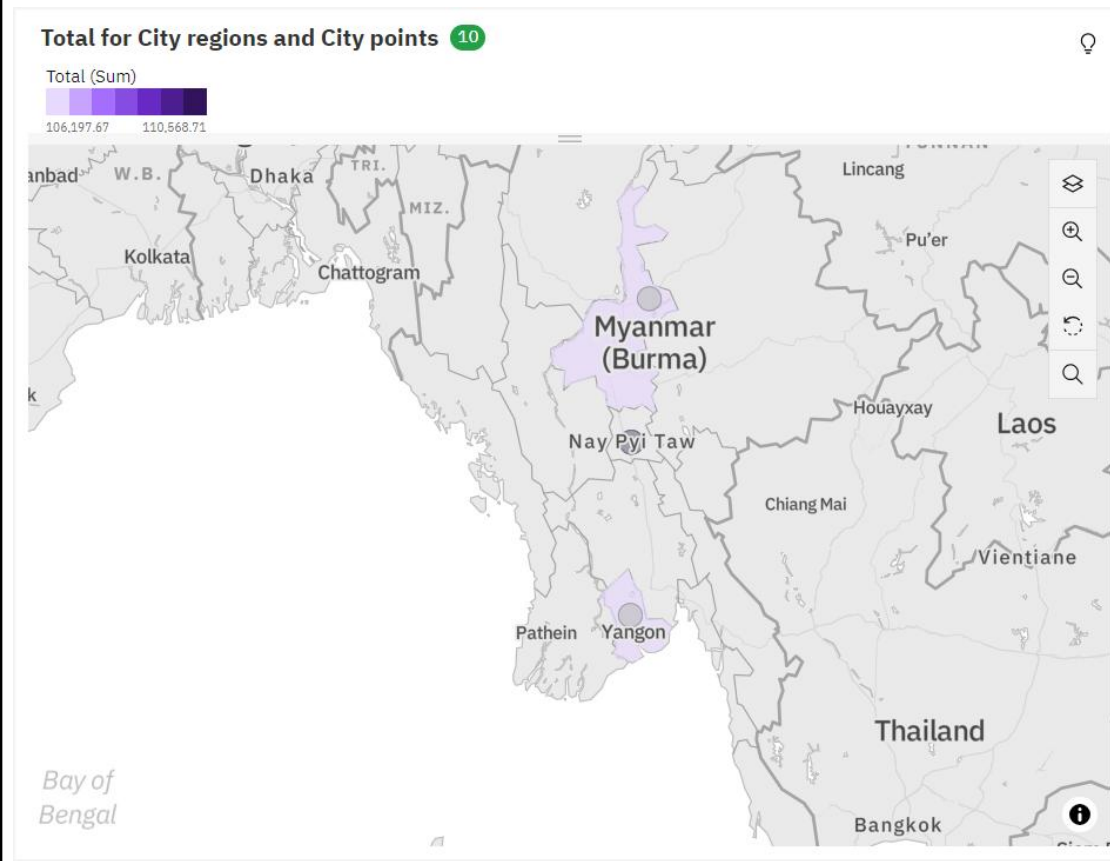 Total for City regions and City points 10
Total (Sum)
106,197.67 110,568.71
anbad
W.B.
Dhaka
TRI.
Lincang
MIZ.
Pu'er
Kolkata
Chattogram
Myanmar
(Burma)
k
Houayxay
Laos
Nay Pyi Taw
Chiang Mai
Vientiane
Pathein
Yangon
Thailand
Bay of
Bengal
Bangkok